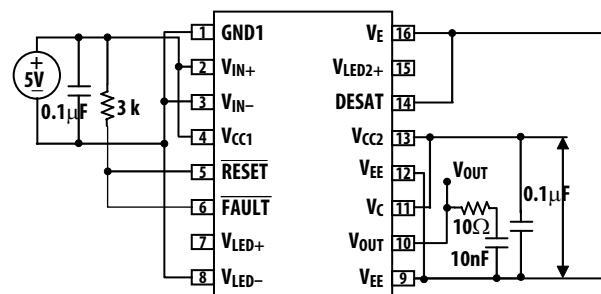 1 GND1
2 VIN+
3 VIN-
4 VCC1
5 RESET
6 FAULT
7 VLED+
8 VLED-
VE 16
VLED2+ 15
DESAT 14
VCC2 13
VEE 12
VC 11
VOUT 10
VEE 9
+
5V
−
0.1μF
3 k
VOUT
10Ω
10nF
0.1μF